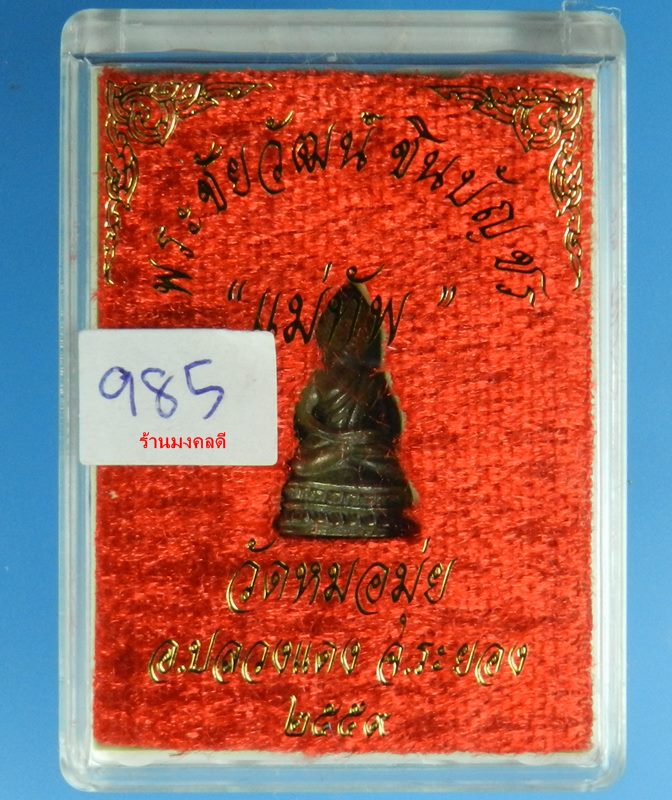 พระชัยวัฒน์ ชินบัญชร
"แม่ทัพ"
985
ร้านมงคลดี
วัดหมอมุ่ย
อ.ปลวกแดง จ.ระยอง
๒๕๕๙